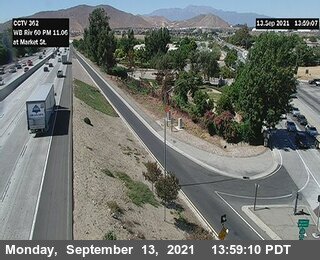 CCTV 362
13 Sep 2021 13:59:07
WB Riv 60 PM 11.06
at Market St.
Monday, September 13, 2021 13:59:10 PDT